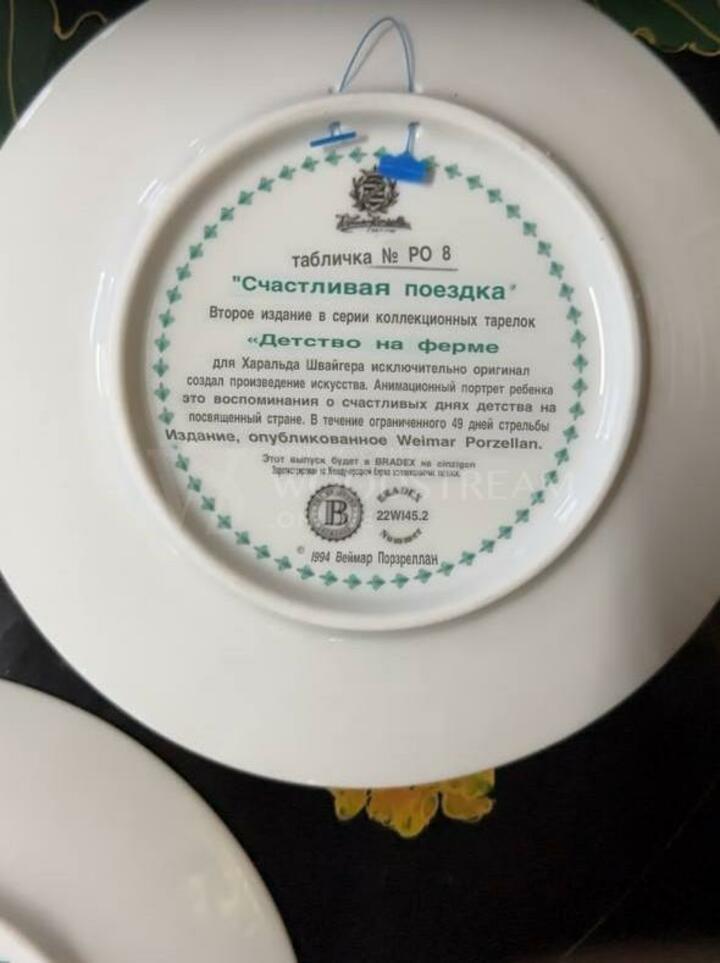 табличка № РО 8
"Счастливая поездка"
Второе издание в серии коллекционных тарелок
«Детство на ферме
для Харальда Швайгера исключительно оригинал
создал произведение искусства. Анимационный портрет ребенка
это воспоминания о счастливых днях детства на
посвященный стране. В течение ограниченного 49 дней стрельбы
Издание, опубликованное Weimar Porzellan.
Этот выпуск будет в BRADEX на einzigen
BRADEX
B
22WI45.2
Nummer
© 1994 Веймар Порзреллан